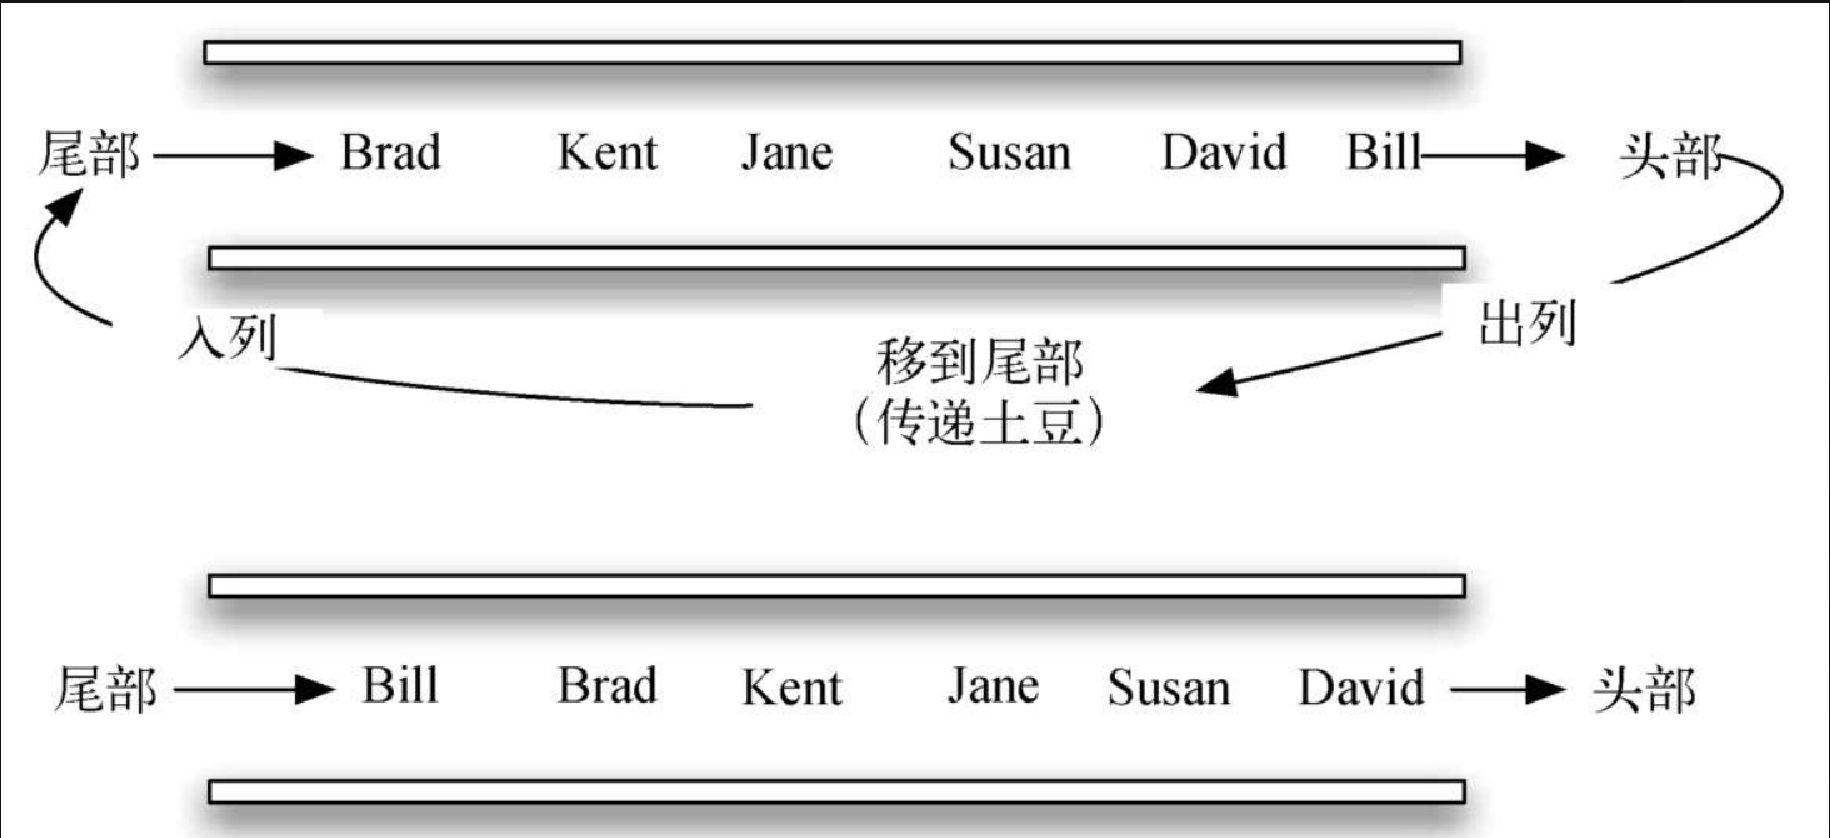 尾部 Brad Kent Jane Susan David Bill 头部
入列
出列
移到尾部
（传递土豆）
尾部 Bill Brad Kent Jane Susan David 头部